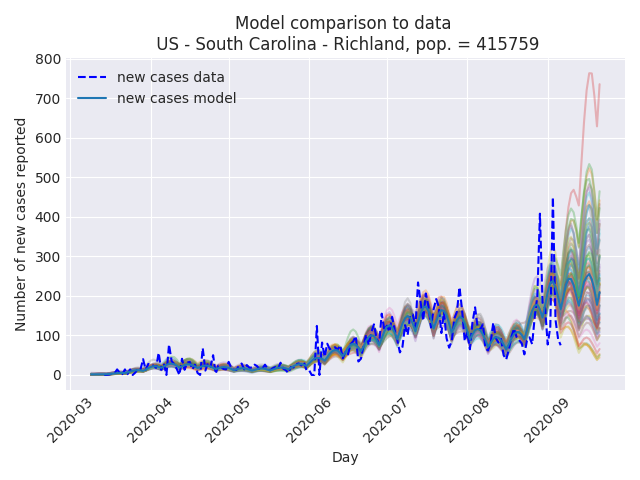 Model comparison to data
US - South Carolina - Richland, pop. = 415759
Number of new cases reported
800
700
600
500
400
300
200
100
0
new cases data
new cases model
2020-03
2020-04
2020-05
2020-06
2020-07
2020-08
2020-09
Day